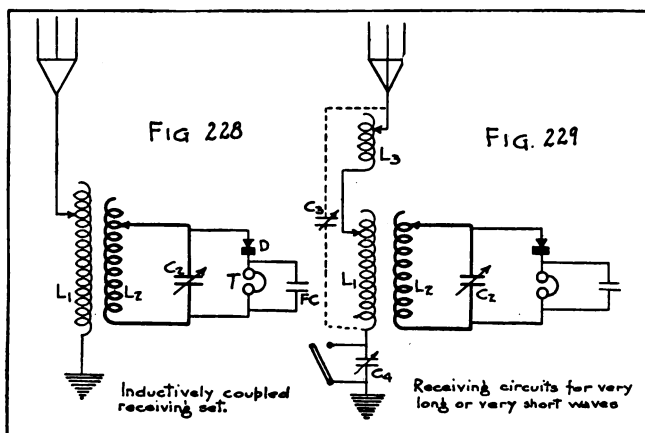 FIG 228
L1
L2
C2
D
T
FC
Inductively coupled
receiving set.
FIG. 229
L3
C3
L1
L2
C2
C4
Receiving circuits for very
long or very short waves